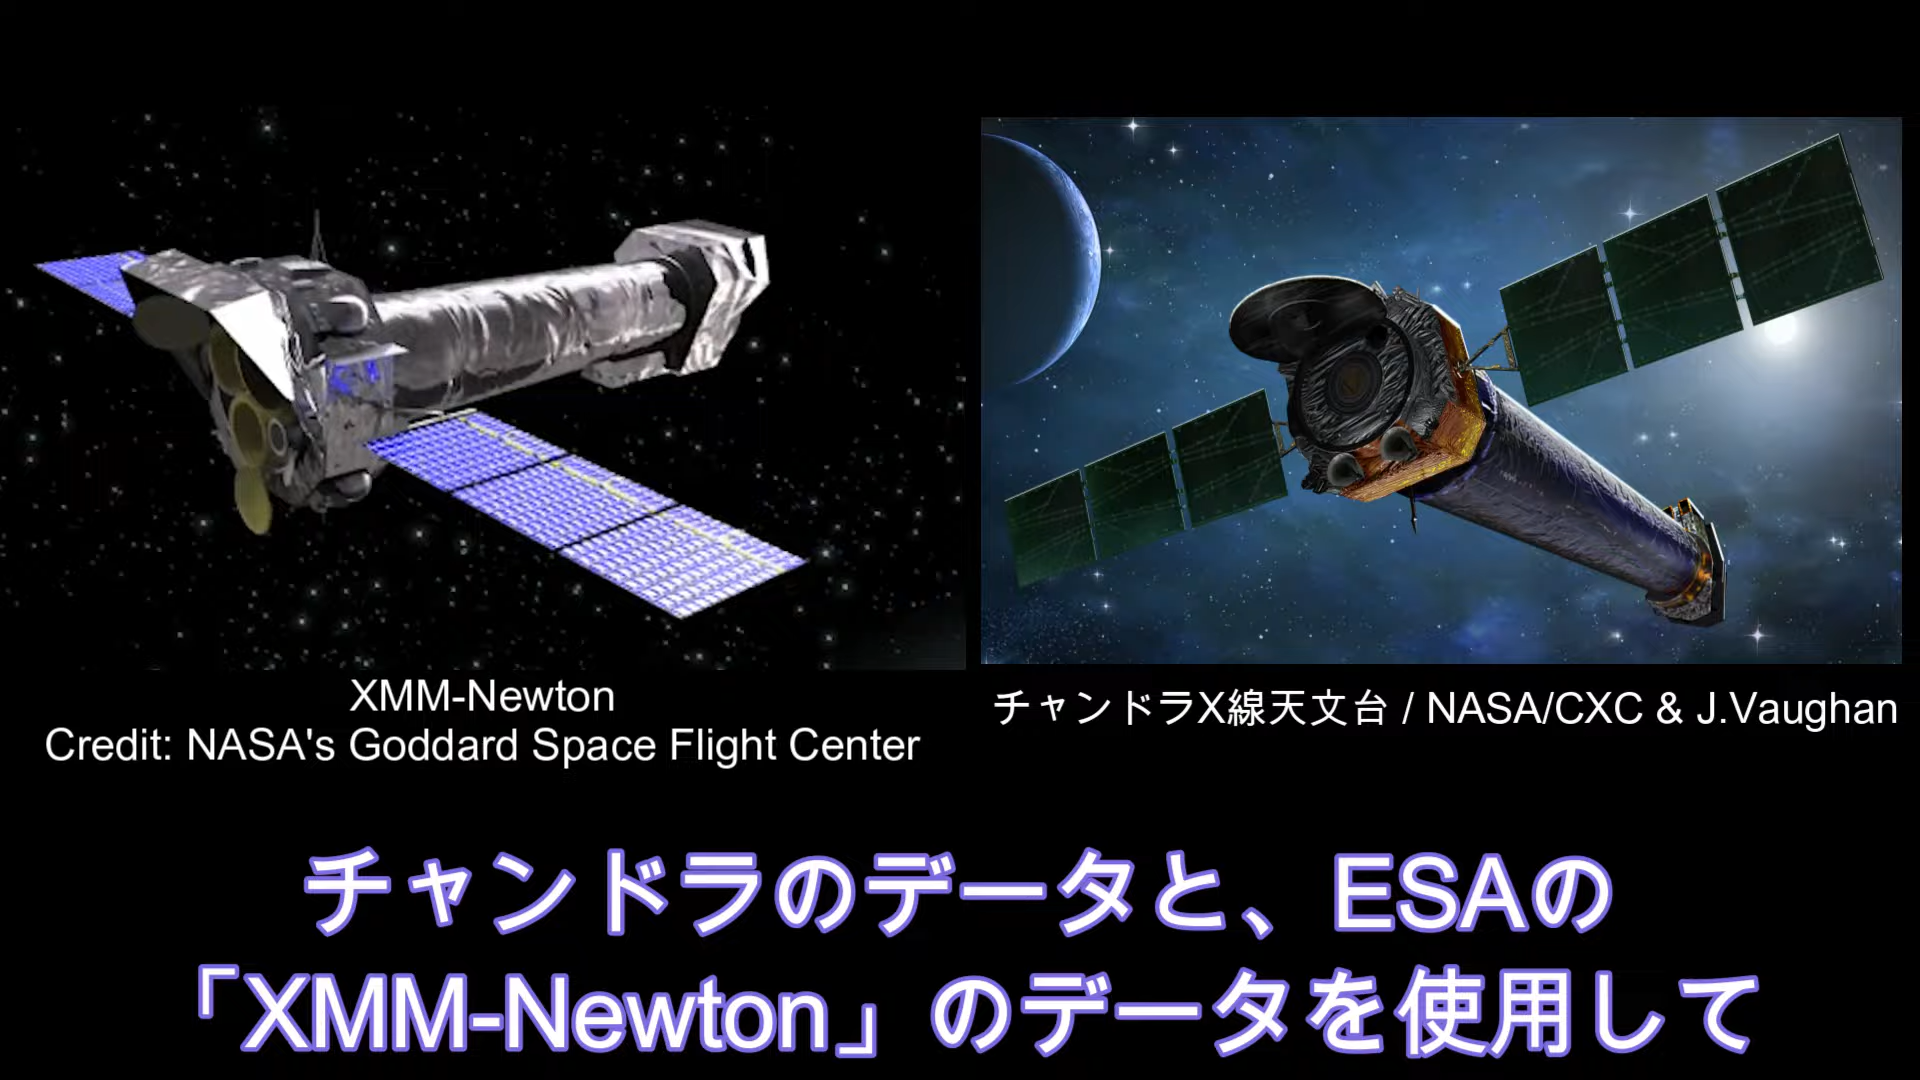 XMM-Newton
Credit: NASA's Goddard Space Flight Center
チャンドラX線天文台 / NASA/CXC & J.Vaughan
チャンドラのデータと、ESAの
「XMM-Newton」のデータを使用して